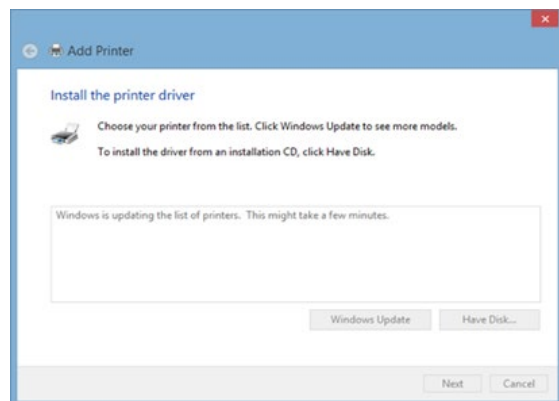 Add Printer
Install the printer driver
Choose your printer from the list. Click Windows Update to see more models.
To install the driver from an installation CD, click Have Disk.
Windows is updating the list of printers.  This might take a few minutes.
Windows Update
Have Disk...
Next
Cancel